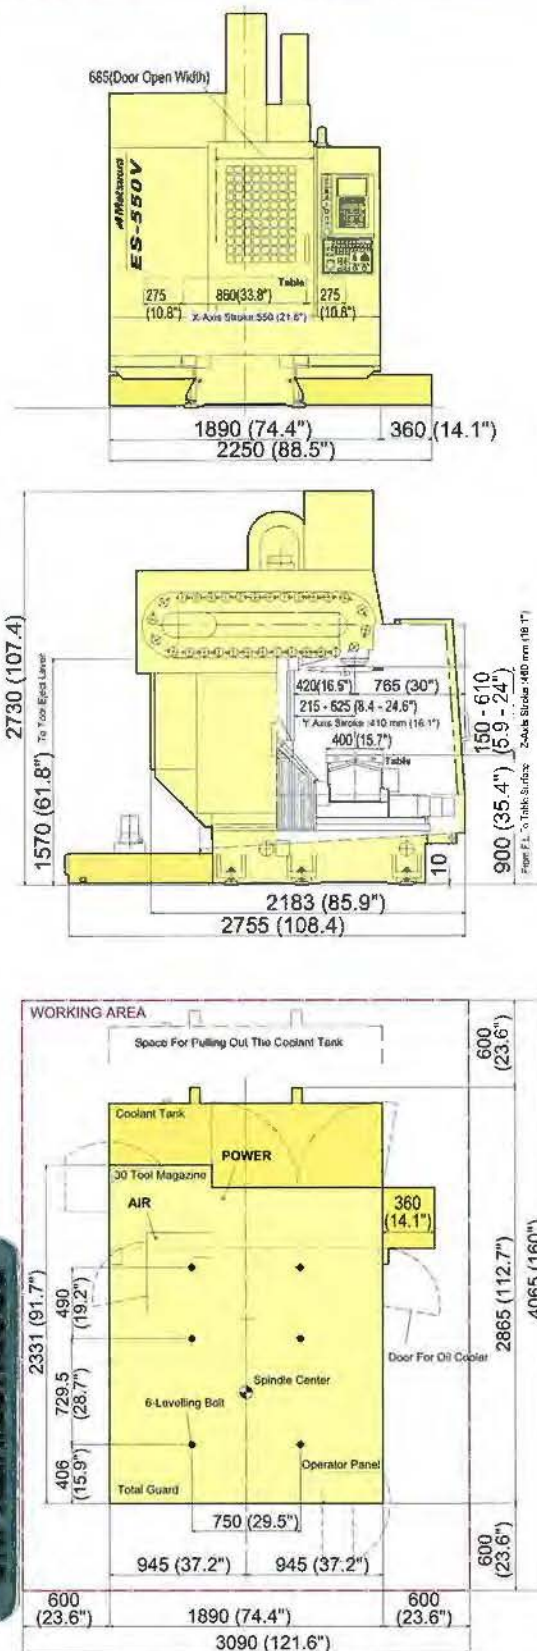 665(Door Open Width)
Matsuura
ES-550V
Table
275
(10.8")
860(33.8")
275
(10.8")
X-Axis Stroke 550 (21.6")
1890 (74.4")
360 (14.1")
2250 (88.5")
2730 (107.4)
1570 (61.8") To Tool Eject Lever
420(16.5")
765 (30")
215 - 625 (8.4 - 24.6")
Y Axis Stroke :410 mm (16.1")
400 (15.7")
Table
150 - 610
(5.9 - 24")
Z-Axis Stroke :460 mm (18.1")
900 (35.4")
From F.L. To Table Surface
10
2183 (85.9")
2755 (108.4)
WORKING AREA
Space For Pulling Out The Coolant Tank
600
(23.6")
Coolant Tank
POWER
30 Tool Magazine
AIR
360
(14.1")
2331 (91.7")
490
(19.2")
2865 (112.7")
4065 (160")
Door For Oil Cooler
729.5
(28.7")
Spindle Center
6-Levelling Bolt
406
(15.9")
Operator Panel
Total Guard
750 (29.5")
945 (37.2")
945 (37.2")
600
(23.6")
600
(23.6")
1890 (74.4")
600
(23.6")
3090 (121.6")